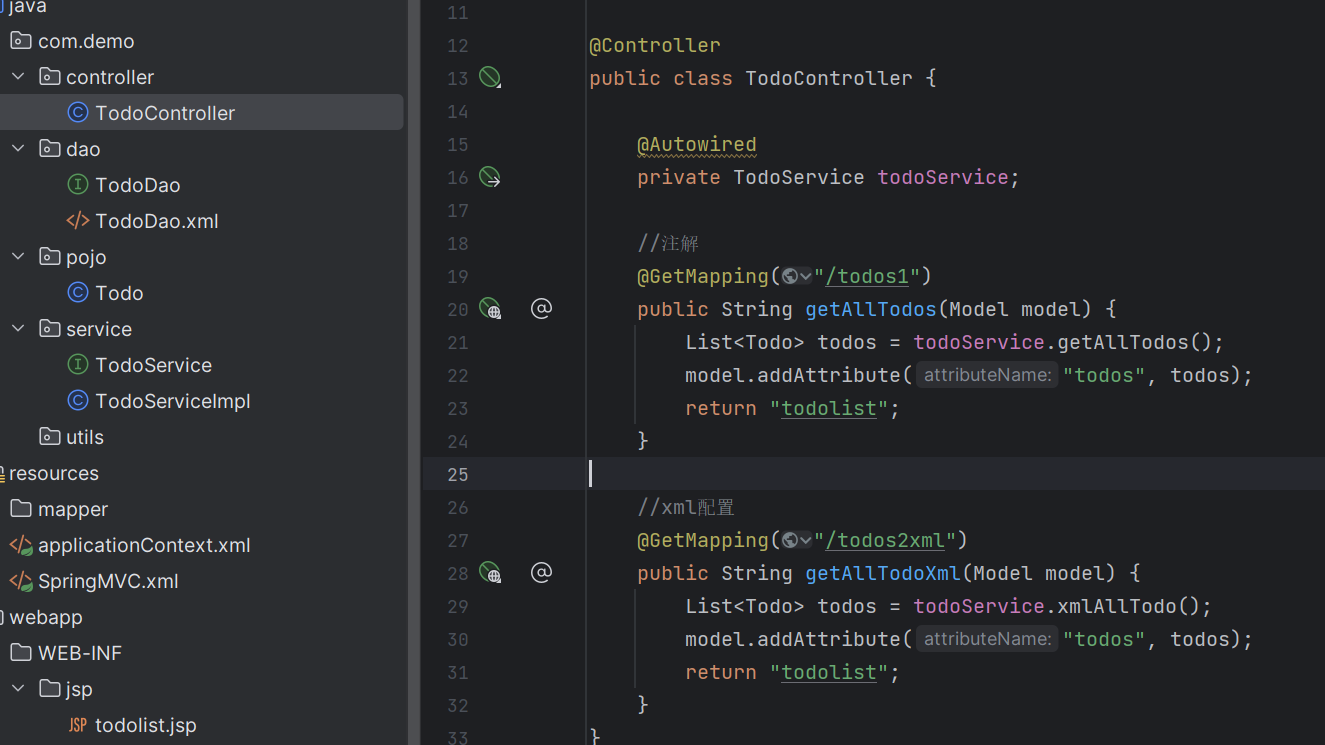 java
com.demo
controller
TodoController
dao
TodoDao
TodoDao.xml
pojo
Todo
service
TodoService
TodoServiceImpl
utils
resources
mapper
applicationContext.xml
SpringMVC.xml
webapp
WEB-INF
jsp
todolist.jsp
11
12 @Controller
13 public class TodoController {
14
15 @Autowired
16 private TodoService todoService;
17
18 //注解
19 @GetMapping("/todos1")
20 public String getAllTodos(Model model) {
21 List<Todo> todos = todoService.getAllTodos();
22 model.addAttribute( attributeName: "todos", todos);
23 return "todolist";
24 }
25
26 //xml配置
27 @GetMapping("/todos2xml")
28 public String getAllTodoXml(Model model) {
29 List<Todo> todos = todoService.xmlAllTodo();
30 model.addAttribute( attributeName: "todos", todos);
31 return "todolist";
32 }
33 }